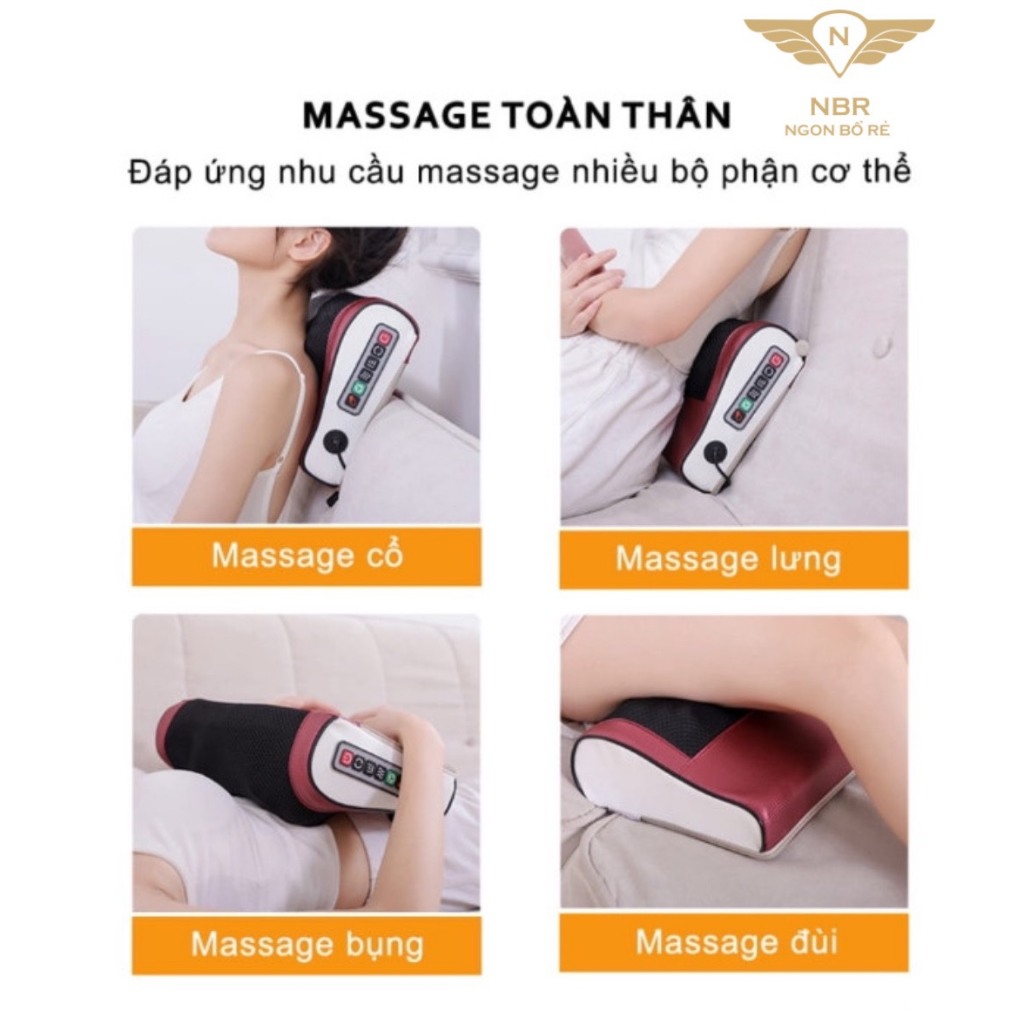 N
NBR
NGON BỐ RẺ
MASSAGE TOÀN THÂN
Đáp ứng nhu cầu massage nhiều bộ phận cơ thể
Massage cổ
Massage lưng
Massage bụng
Massage đùi